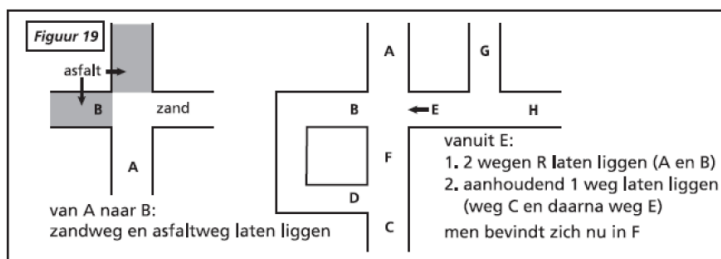 Figuur 19
asfalt
B
zand
A
van A naar B:
zandweg en asfaltweg laten liggen
A
G
B
E
H
F
D
C
vanuit E:
1. 2 wegen R laten liggen (A en B)
2. aanhoudend 1 weg laten liggen
(weg C en daarna weg E)
men bevindt zich nu in F